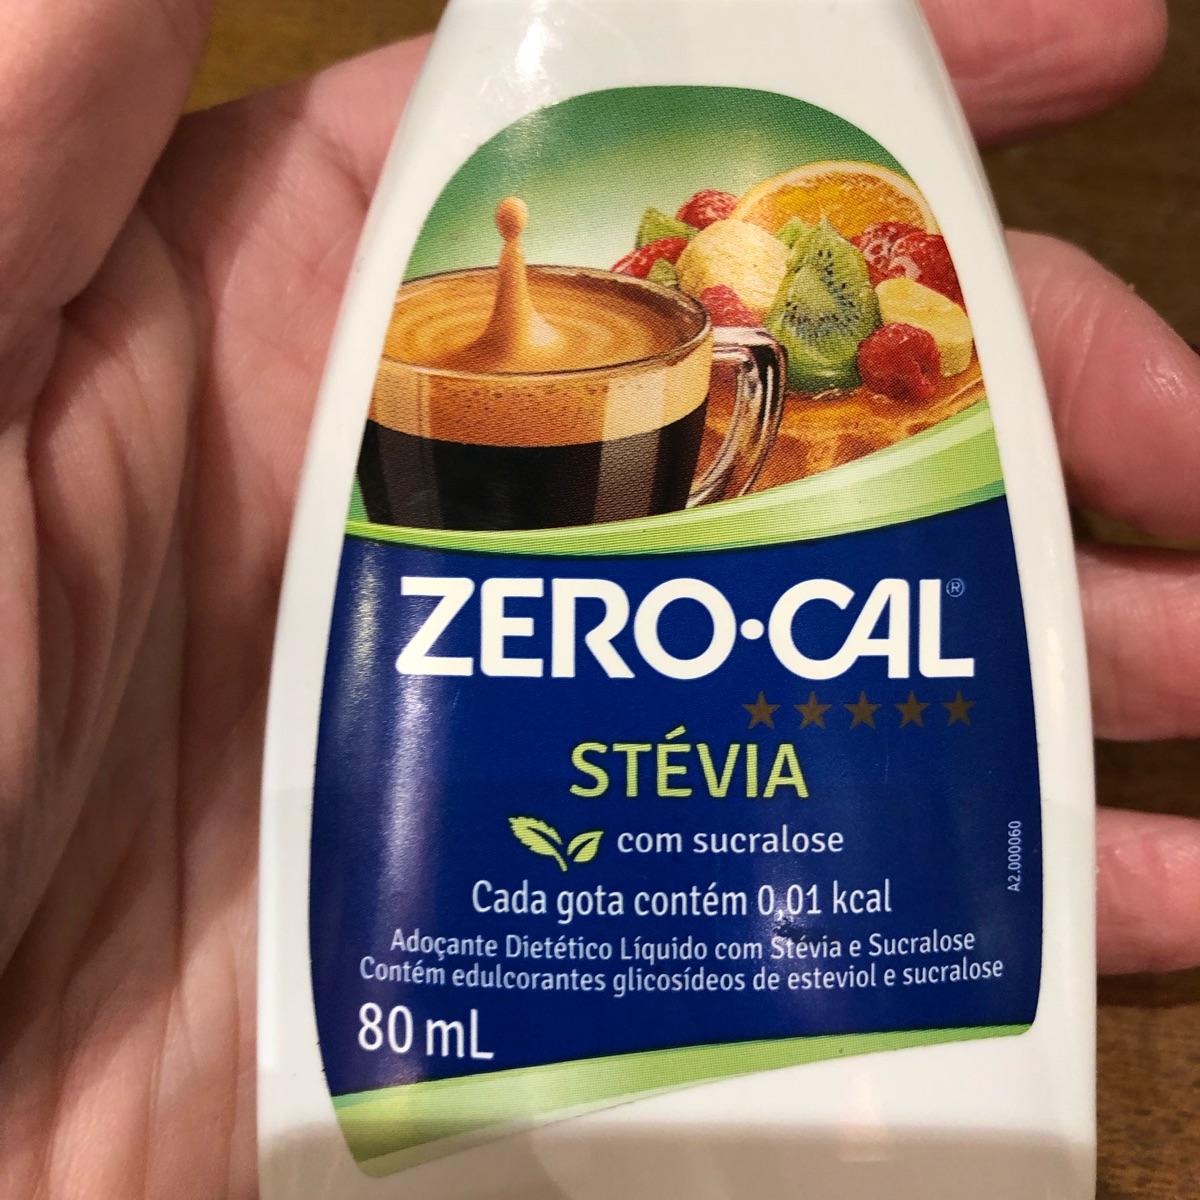 ZERO•CAL®
STÉVIA
com sucralose
Cada gota contém 0,01 kcal
Adoçante Dietético Líquido com Stévia e Sucralose
Contém edulcorantes glicosídeos de esteviol e sucralose
80 mL
A2.000060